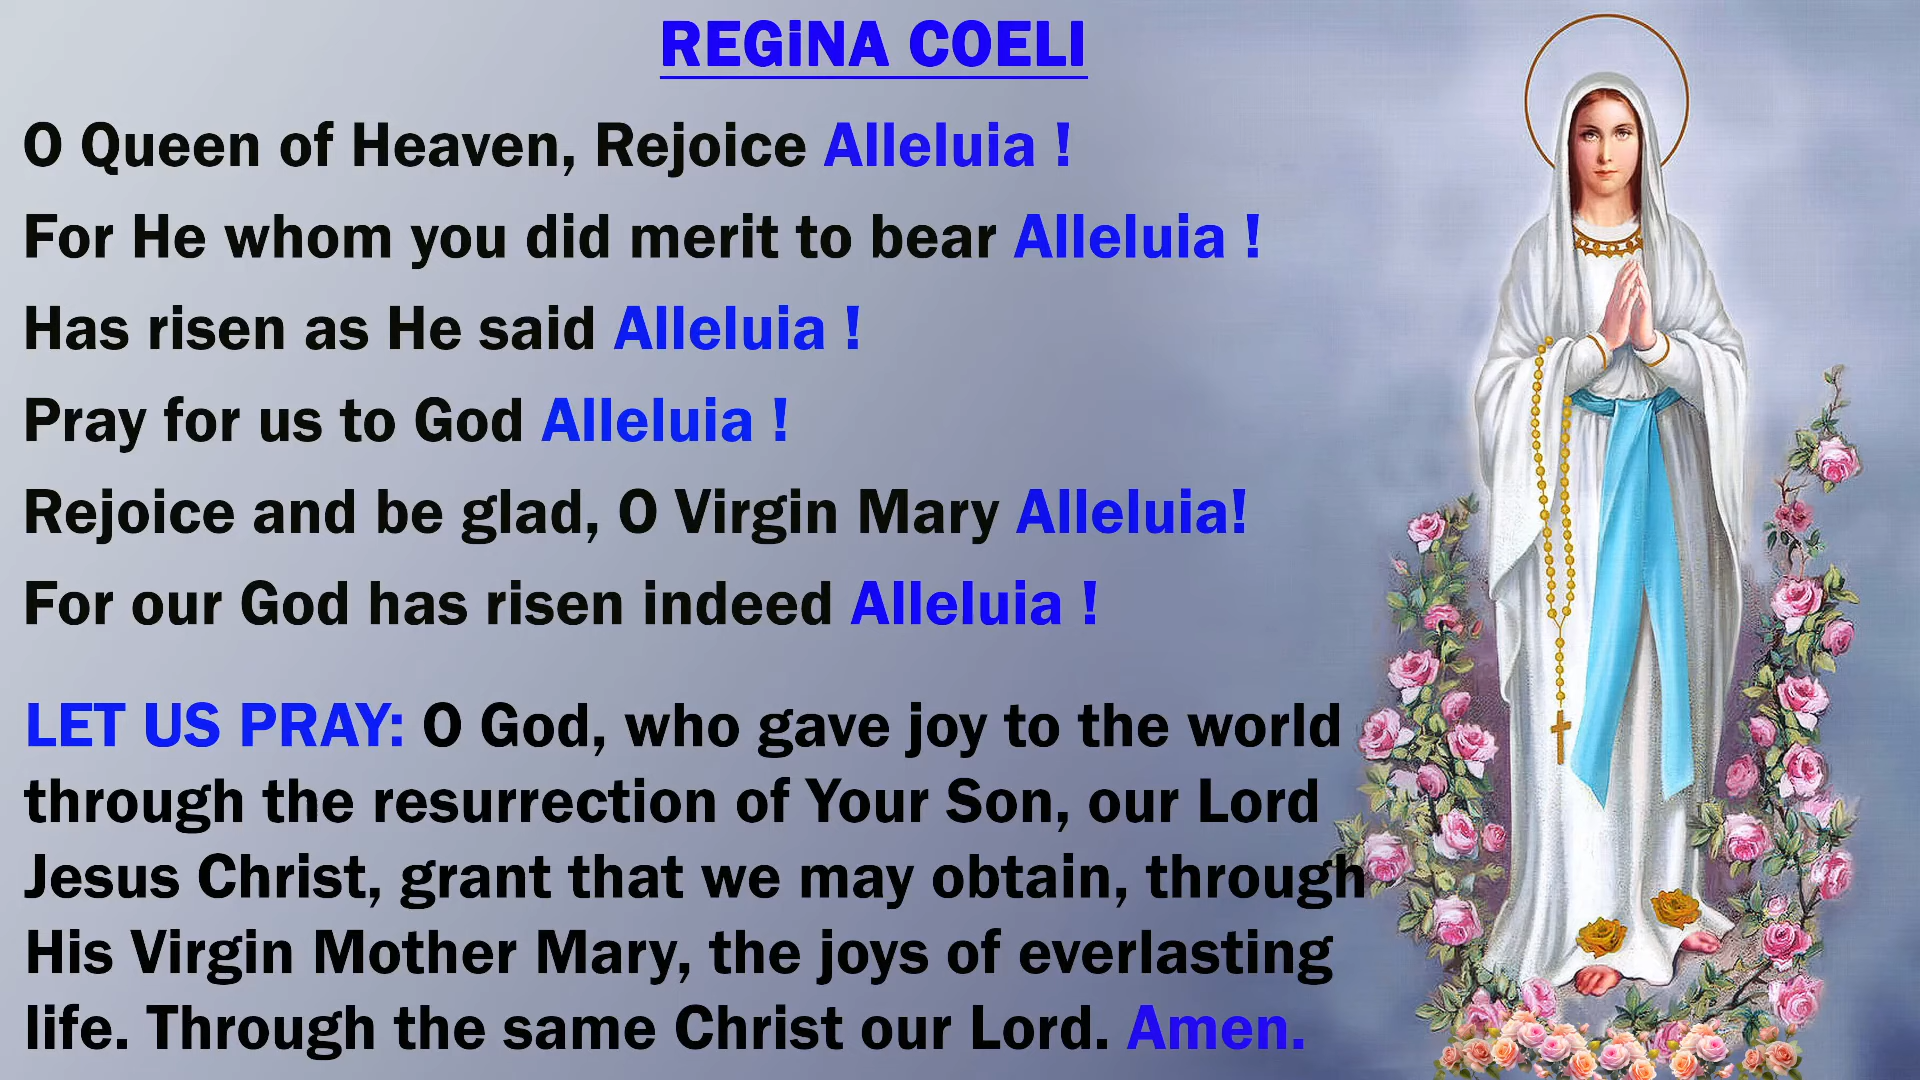 REGiNA COELI
O Queen of Heaven, Rejoice Alleluia !
For He whom you did merit to bear Alleluia !
Has risen as He said Alleluia !
Pray for us to God Alleluia !
Rejoice and be glad, O Virgin Mary Alleluia!
For our God has risen indeed Alleluia !
LET US PRAY: O God, who gave joy to the world
through the resurrection of Your Son, our Lord
Jesus Christ, grant that we may obtain, through
His Virgin Mother Mary, the joys of everlasting
life. Through the same Christ our Lord. Amen.